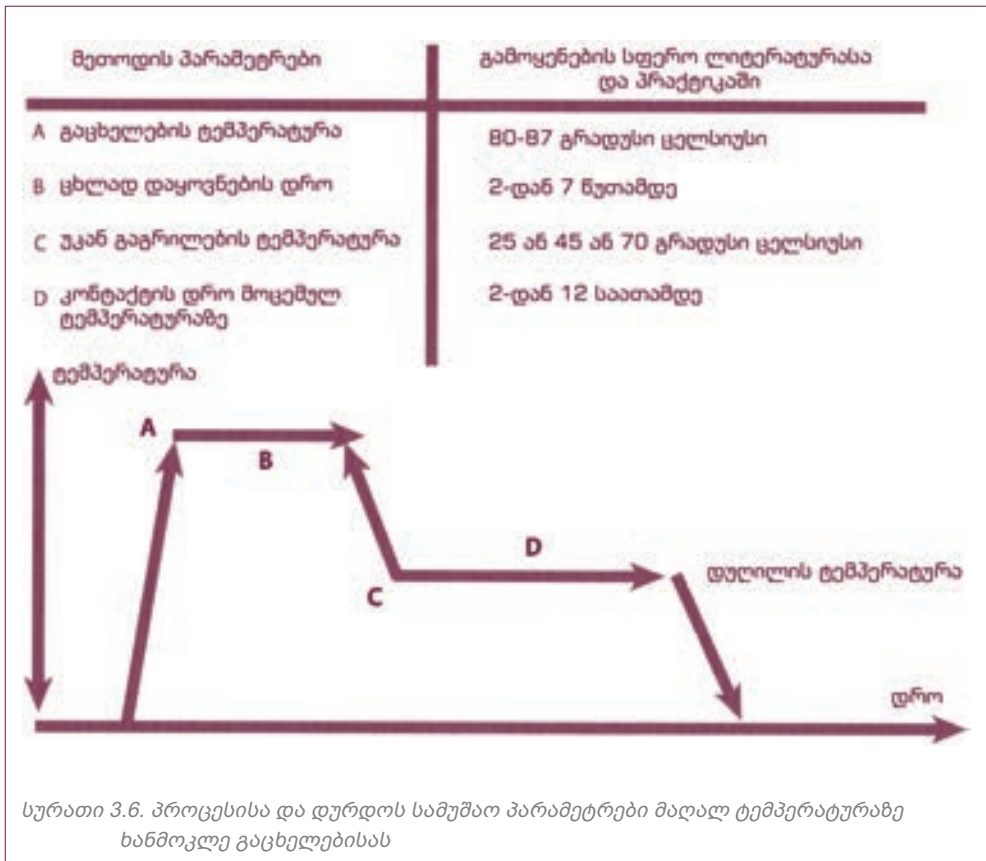 მეთოდის პარამეტრები
გამოყენების სფერო ლიტერატურასა
და პრაქტიკაში
A გაცხელების ტემპერატურა
80-87 გრადუსი ცელსიუსი
B ცხლად დაყოვნების დრო
2-დან 7 წუთამდე
C უკან გაგრილების ტემპერატურა
25 ან 45 ან 70 გრადუსი ცელსიუსი
D კონტაქტის დრო მოცემულ
ტემპერატურაზე
2-დან 12 საათამდე
ტემპერატურა
A
B
D
C
დუღილის ტემპერატურა
დრო
სურათი 3.6. პროცესისა და დურდოს სამუშაო პარამეტრები მაღალ ტემპერატურაზე
ხანმოკლე გაცხელებისას